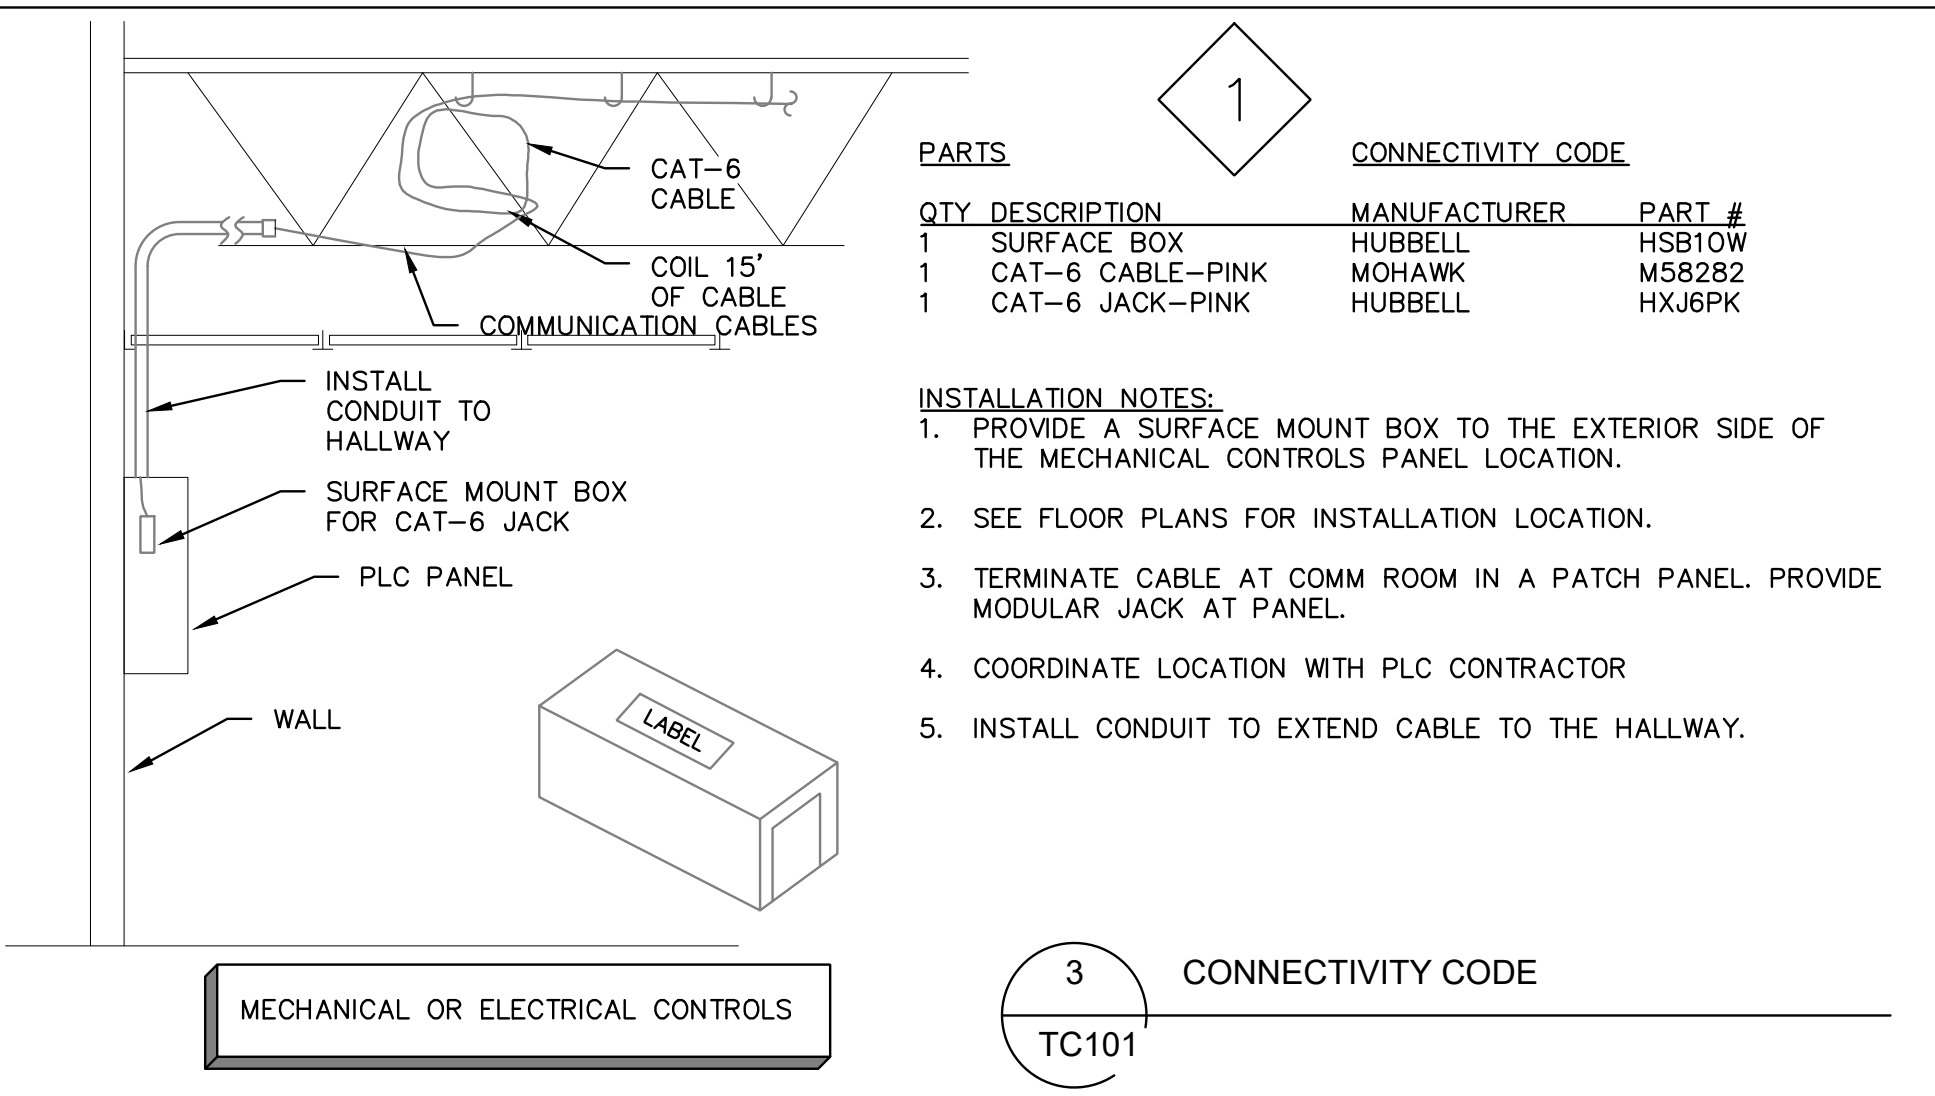 CAT-6
CABLE
COIL 15'
OF CABLE
COMMUNICATION CABLES
INSTALL
CONDUIT TO
HALLWAY
SURFACE MOUNT BOX
FOR CAT-6 JACK
PLC PANEL
WALL
LABEL
MECHANICAL OR ELECTRICAL CONTROLS
1
PARTS CONNECTIVITY CODE
QTY DESCRIPTION MANUFACTURER PART #
1 SURFACE BOX HUBBELL HSB10W
1 CAT-6 CABLE-PINK MOHAWK M58282
1 CAT-6 JACK-PINK HUBBELL HXJ6PK
INSTALLATION NOTES:
1. PROVIDE A SURFACE MOUNT BOX TO THE EXTERIOR SIDE OF
THE MECHANICAL CONTROLS PANEL LOCATION.
2. SEE FLOOR PLANS FOR INSTALLATION LOCATION.
3. TERMINATE CABLE AT COMM ROOM IN A PATCH PANEL. PROVIDE
MODULAR JACK AT PANEL.
4. COORDINATE LOCATION WITH PLC CONTRACTOR
5. INSTALL CONDUIT TO EXTEND CABLE TO THE HALLWAY.
3 CONNECTIVITY CODE
TC101